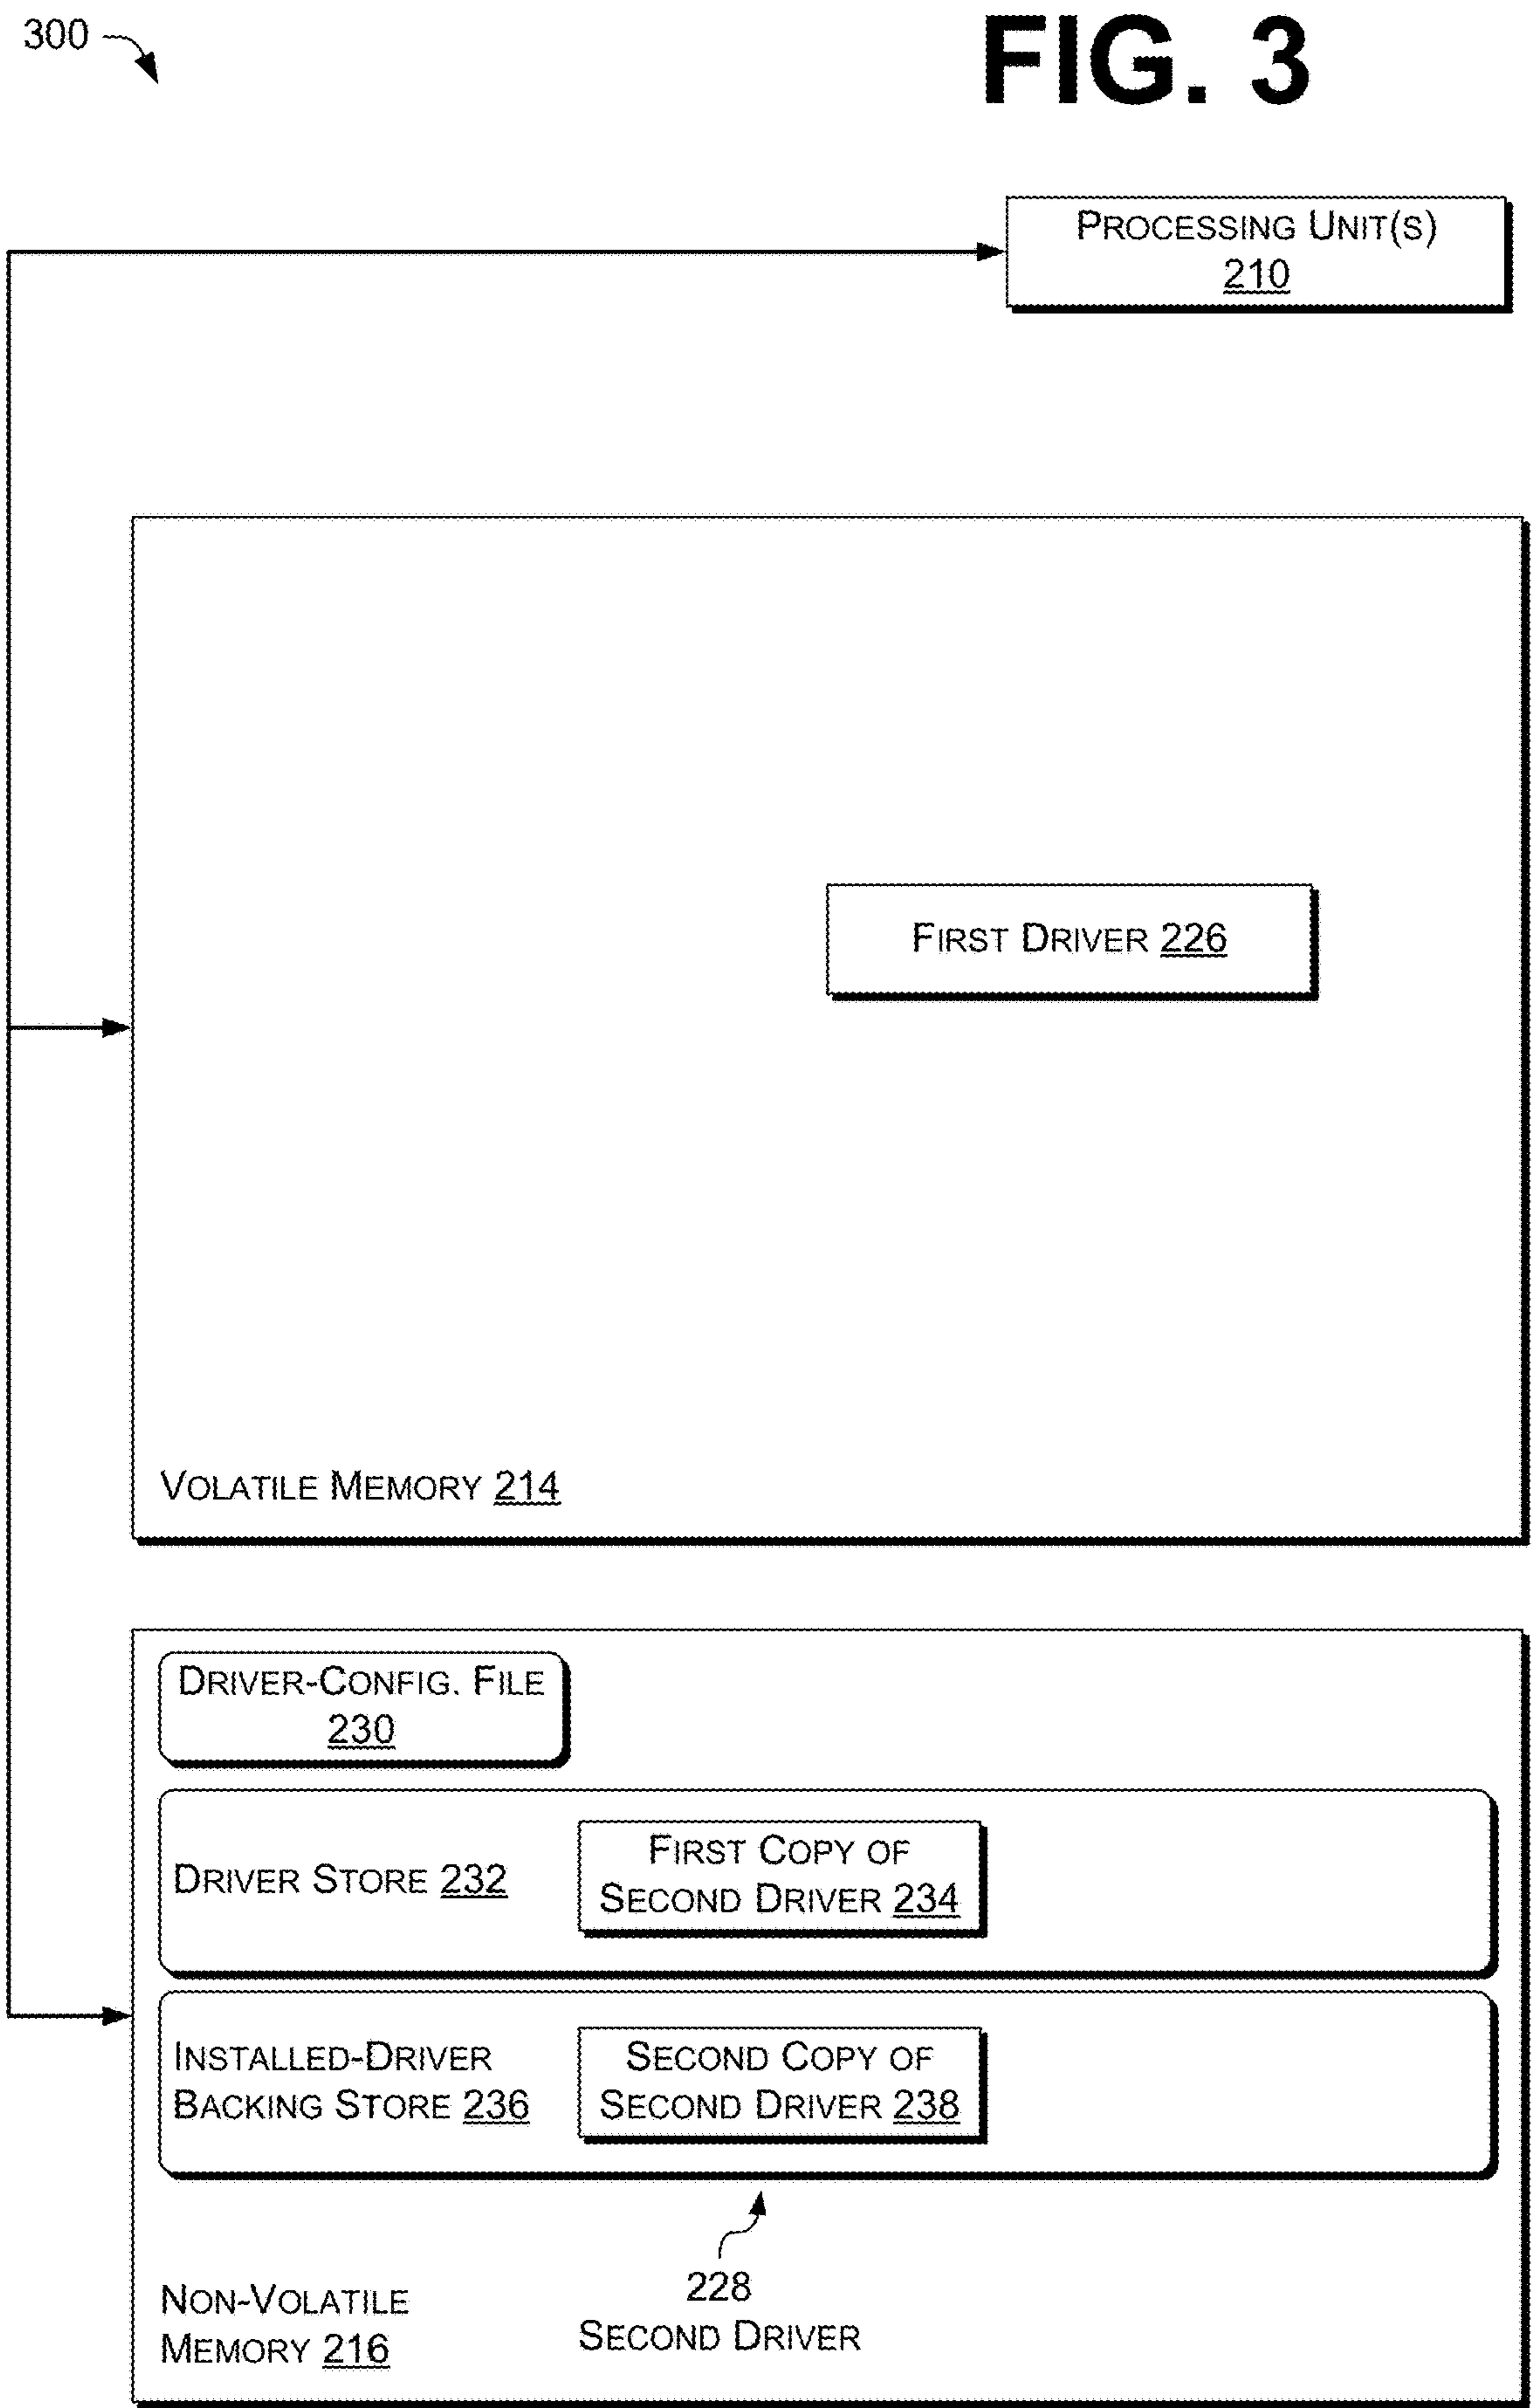 300
FIG. 3
PROCESSING UNIT(S)
210
FIRST DRIVER 226
VOLATILE MEMORY 214
DRIVER-CONFIG. FILE
230
DRIVER STORE 232
FIRST COPY OF
SECOND DRIVER 234
INSTALLED-DRIVER
BACKING STORE 236
SECOND COPY OF
SECOND DRIVER 238
228
SECOND DRIVER
NON-VOLATILE
MEMORY 216